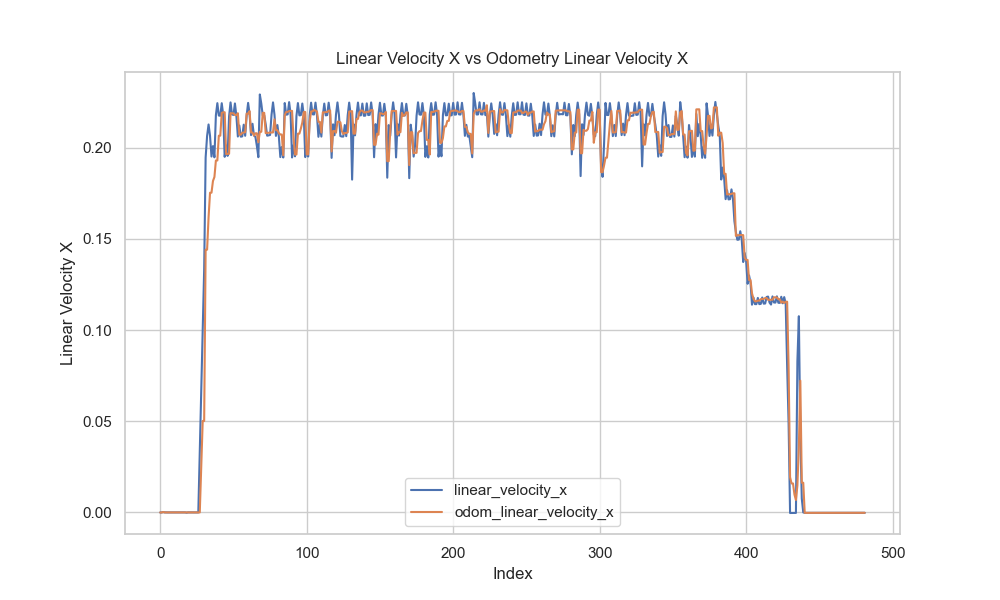 Linear Velocity X vs Odometry Linear Velocity X
Linear Velocity X
0.20
0.15
0.10
0.05
0.00
linear_velocity_x
odom_linear_velocity_x
0 100 200 300 400 500
Index